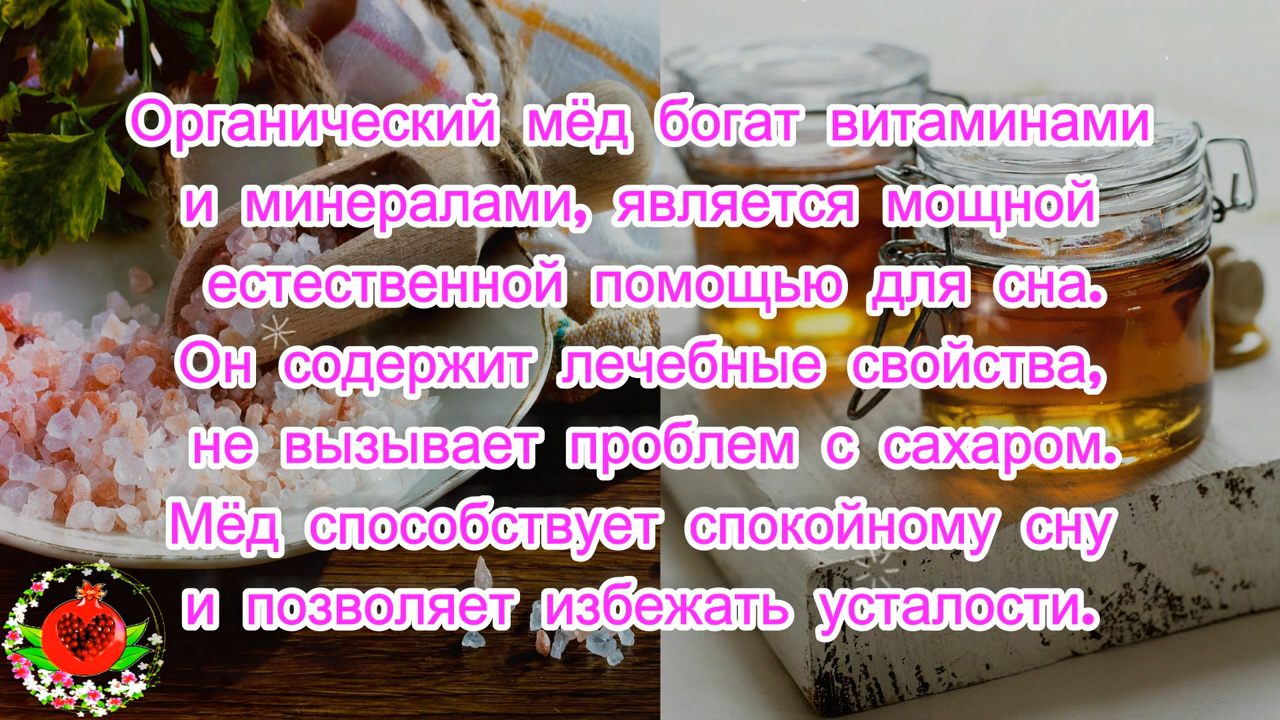 Органический мёд богат витаминами
и минералами, является мощной
естественной помощью для сна.
Он содержит лечебные свойства,
не вызывает проблем с сахаром.
Мёд способствует спокойному сну
и позволяет избежать усталости.